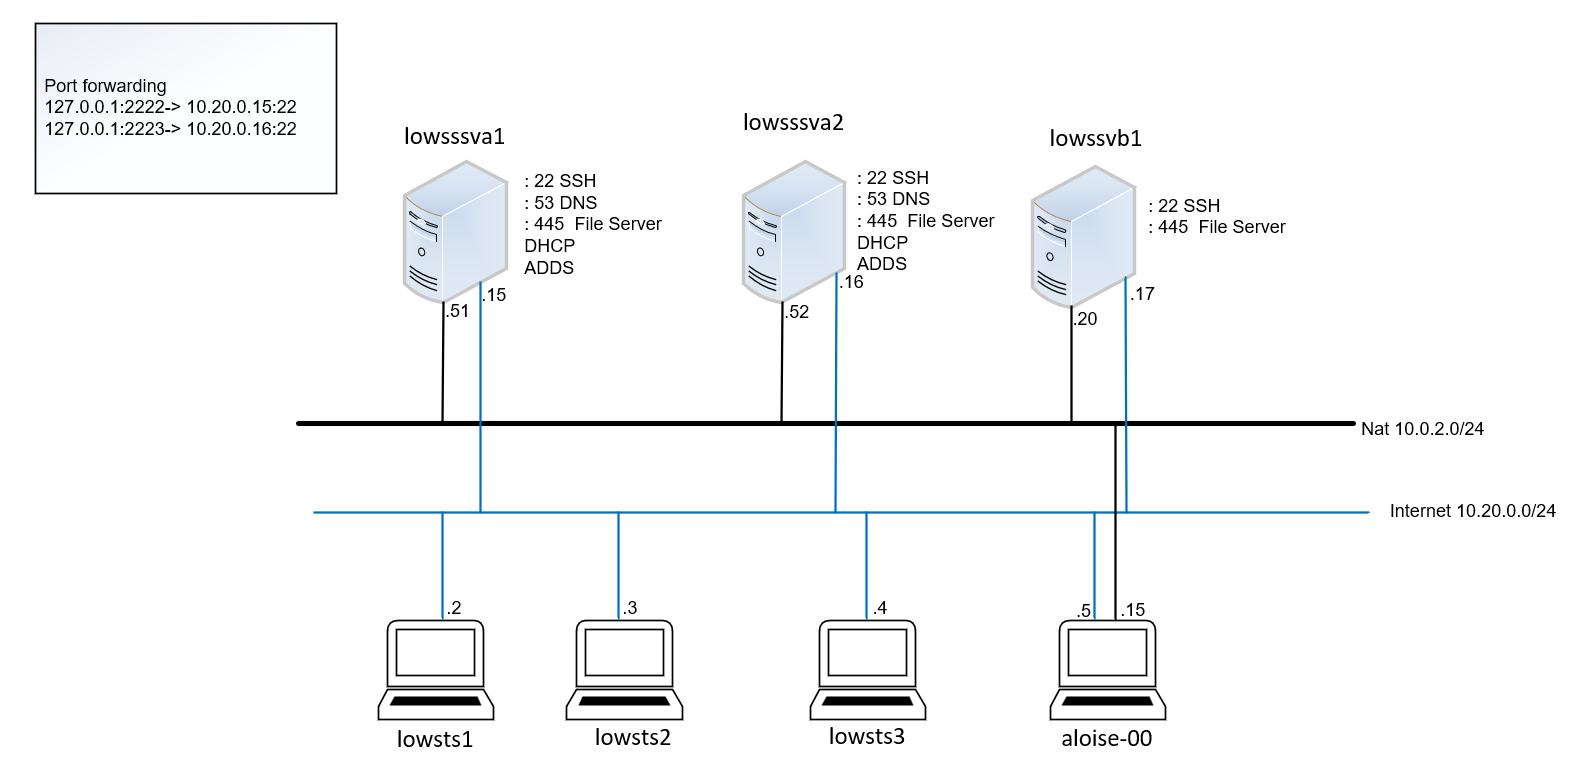 Port forwarding
127.0.0.1:2222-> 10.20.0.15:22
127.0.0.1:2223-> 10.20.0.16:22
lowsssva1
: 22 SSH
: 53 DNS
: 445  File Server
DHCP
ADDS
.15
.51
lowsssva2
: 22 SSH
: 53 DNS
: 445  File Server
DHCP
ADDS
.16
.52
lowssvb1
: 22 SSH
: 445  File Server
.17
.20
Nat 10.0.2.0/24
Internet 10.20.0.0/24
.2
.3
.4
.5
.15
lowsts1
lowsts2
lowsts3
aloise-00